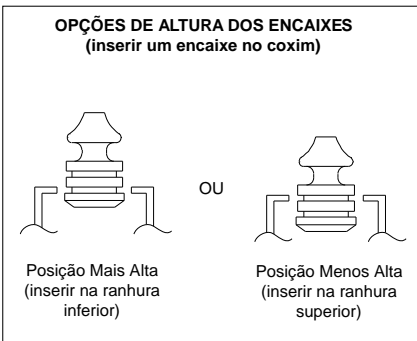 OPÇÕES DE ALTURA DOS ENCAIXES
(inserir um encaixe no coxim)
OU
Posição Mais Alta
(inserir na ranhura
inferior)
Posição Menos Alta
(inserir na ranhura
superior)